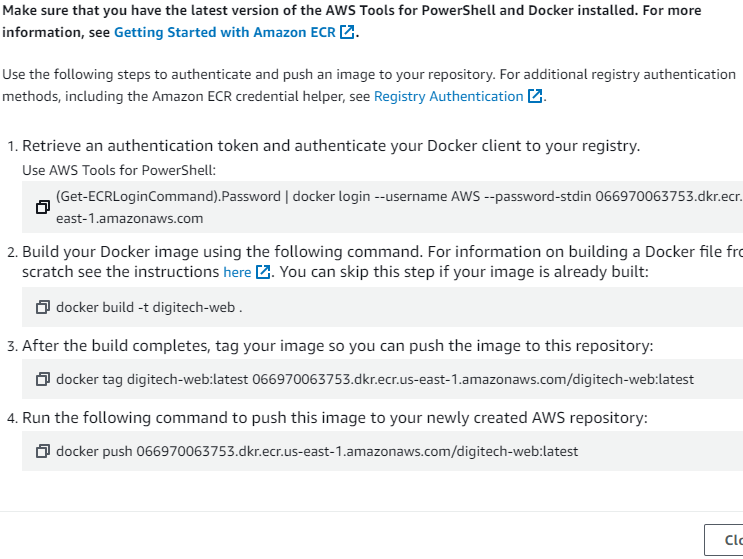 Make sure that you have the latest version of the AWS Tools for PowerShell and Docker installed. For more
information, see Getting Started with Amazon ECR.
Use the following steps to authenticate and push an image to your repository. For additional registry authentication
methods, including the Amazon ECR credential helper, see Registry Authentication.
1. Retrieve an authentication token and authenticate your Docker client to your registry.
Use AWS Tools for PowerShell:
(Get-ECRLoginCommand).Password | docker login --username AWS --password-stdin 066970063753.dkr.ecr.
east-1.amazonaws.com
2. Build your Docker image using the following command. For information on building a Docker file
scratch see the instructions here. You can skip this step if your image is already built:
docker build -t digitech-web .
3. After the build completes, tag your image so you can push the image to this repository:
docker tag digitech-web:latest 066970063753.dkr.ecr.us-east-1.amazonaws.com/digitech-web:latest
4. Run the following command to push this image to your newly created AWS repository:
docker push 066970063753.dkr.ecr.us-east-1.amazonaws.com/digitech-web:latest